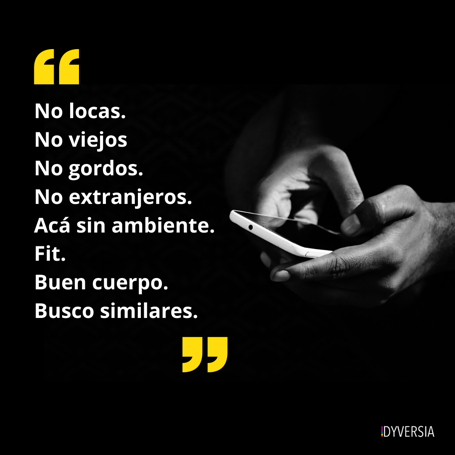 No locas.
No viejos
No gordos.
No extranjeros.
Acá sin ambiente.
Fit.
Buen cuerpo.
Busco similares.
DYVERSIA